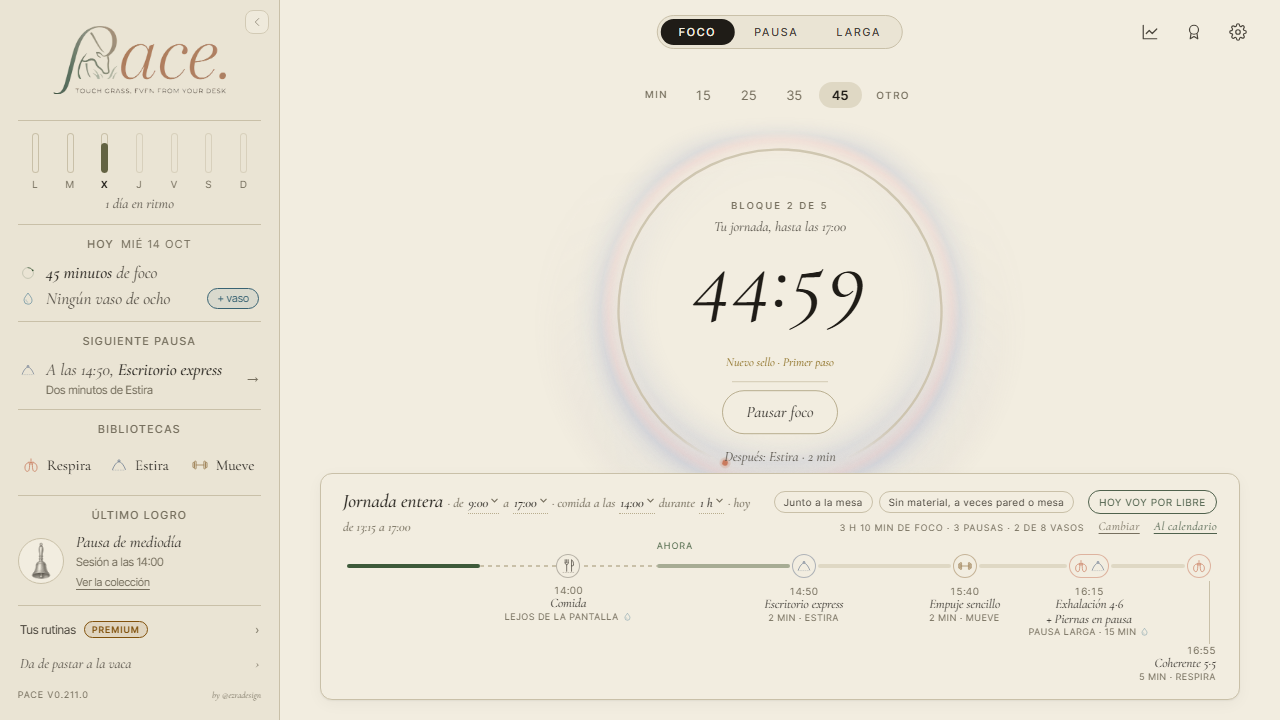 Pace.
TOUCH GRASS. EVEN FROM YOUR DESK
L M X J V S D
1 día en ritmo
HOY MIÉ 14 OCT
45 minutos de foco
Ningún vaso de ocho
+ vaso
SIGUIENTE PAUSA
A las 14:50, Escritorio express
Dos minutos de Estira
→
BIBLIOTECAS
Respira Estira Mueve
ÚLTIMO LOGRO
Pausa de mediodía
Sesión a las 14:00
Ver la colección
Tus rutinas PREMIUM ›
Da de pastar a la vaca ›
PACE V0.211.0 by @ezradesign
FOCO PAUSA LARGA
MIN 15 25 35 45 OTRO
BLOQUE 2 DE 5
Tu jornada, hasta las 17:00
44:59
Nuevo sello · Primer paso
Pausar foco
Después: Estira · 2 min
Jornada entera · de 9:00 a 17:00 · comida a las 14:00 durante 1 h · hoy
de 13:15 a 17:00
Junto a la mesa
Sin material, a veces pared o mesa
HOY VOY POR LIBRE
3 H 10 MIN DE FOCO · 3 PAUSAS · 2 DE 8 VASOS
Cambiar
Al calendario
AHORA
14:00
Comida
LEJOS DE LA PANTALLA
14:50
Escritorio express
2 MIN · ESTIRA
15:40
Empuje sencillo
2 MIN · MUEVE
16:15
Exhalación 4·6
+ Piernas en pausa
PAUSA LARGA · 15 MIN
16:55
Coherente 5·5
5 MIN · RESPIRA